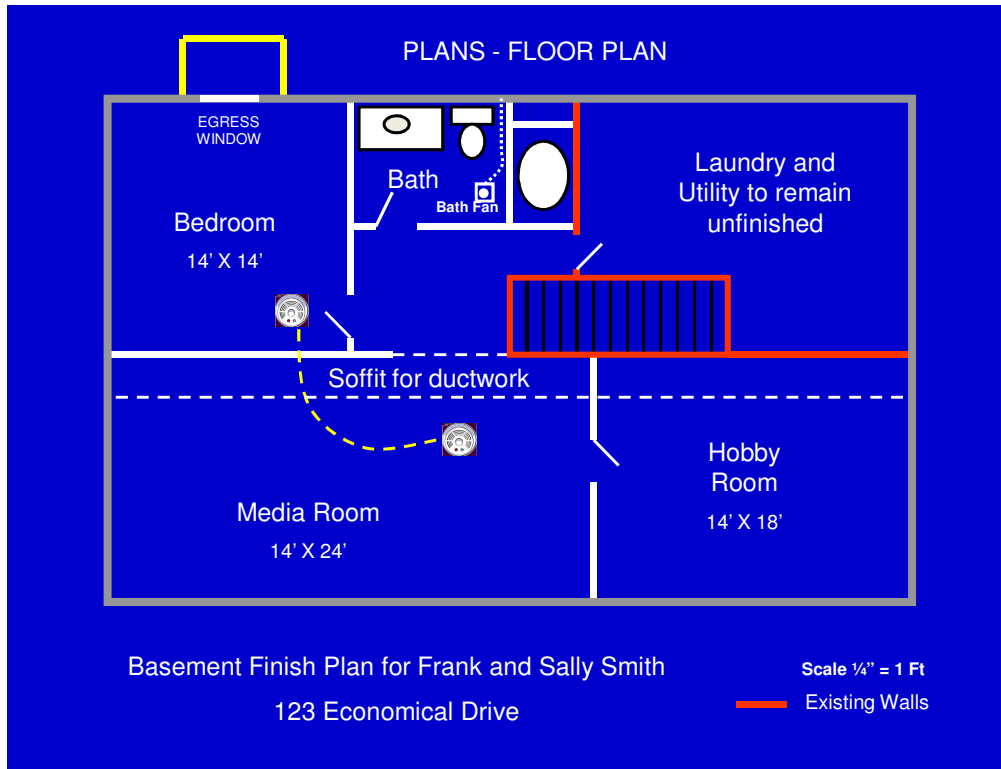 PLANS - FLOOR PLAN
EGRESS
WINDOW
Bath
Bath Fan
Laundry and
Utility to remain
unfinished
Bedroom
14’ X 14’
Soffit for ductwork
Media Room
14’ X 24’
Hobby
Room
14’ X 18’
Basement Finish Plan for Frank and Sally Smith
123 Economical Drive
Scale ¼” = 1 Ft
Existing Walls